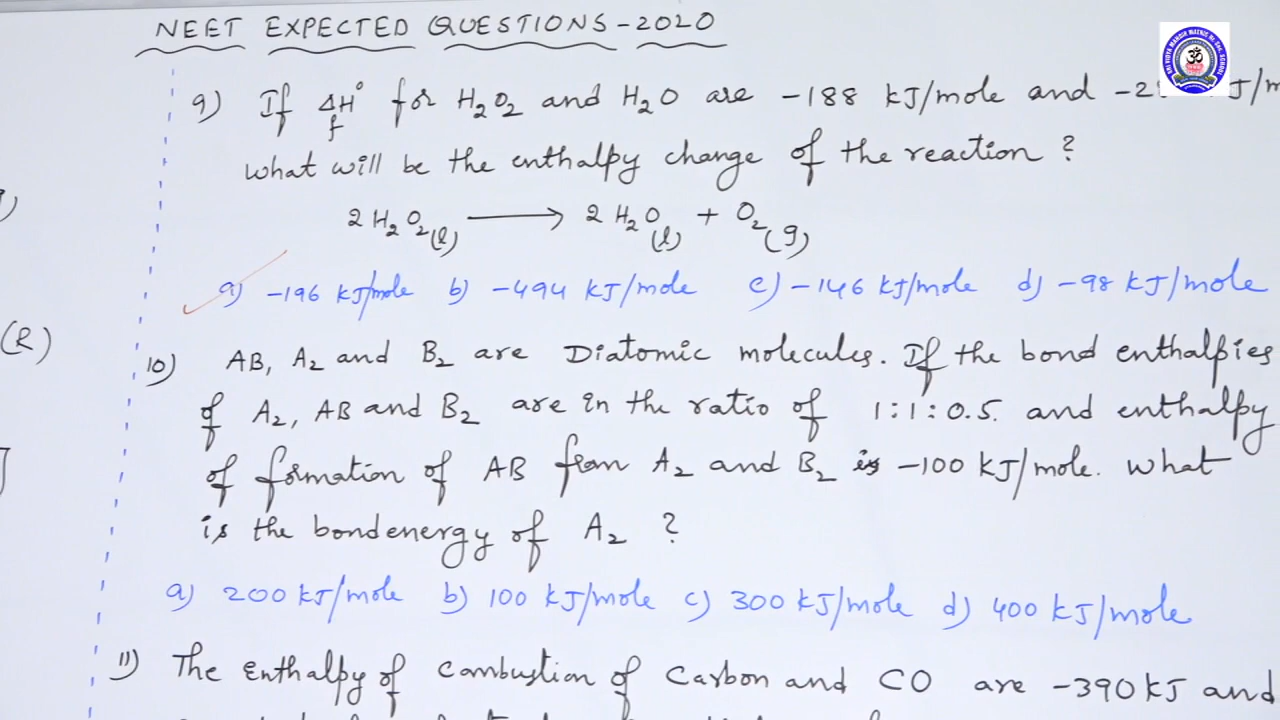 NEET EXPECTED QUESTIONS - 2020
9) If ΔH°f for H2O2 and H2O are -188 KJ/mole and
what will be the enthalpy change of the reaction ?
2 H2O2(l) ⟶ 2 H2O(l) + O2(g)
a) -196 KJ/mole b) -494 KJ/mole c) -146 KJ/mole d) -98 KJ/mole
(R)
10) AB, A2 and B2 are Diatomic molecules. If the bond enthalpies
of A2, AB and B2 are in the ratio of 1:1:0.5. and enthalpy
of formation of AB from A2 and B2 is -100 KJ/mole. What
is the bond energy of A2 ?
a) 200 KJ/mole b) 100 KJ/mole c) 300 KJ/mole d) 400 KJ/mole
11) The Enthalpy of Combustion of Carbon and CO are -390 KJ and